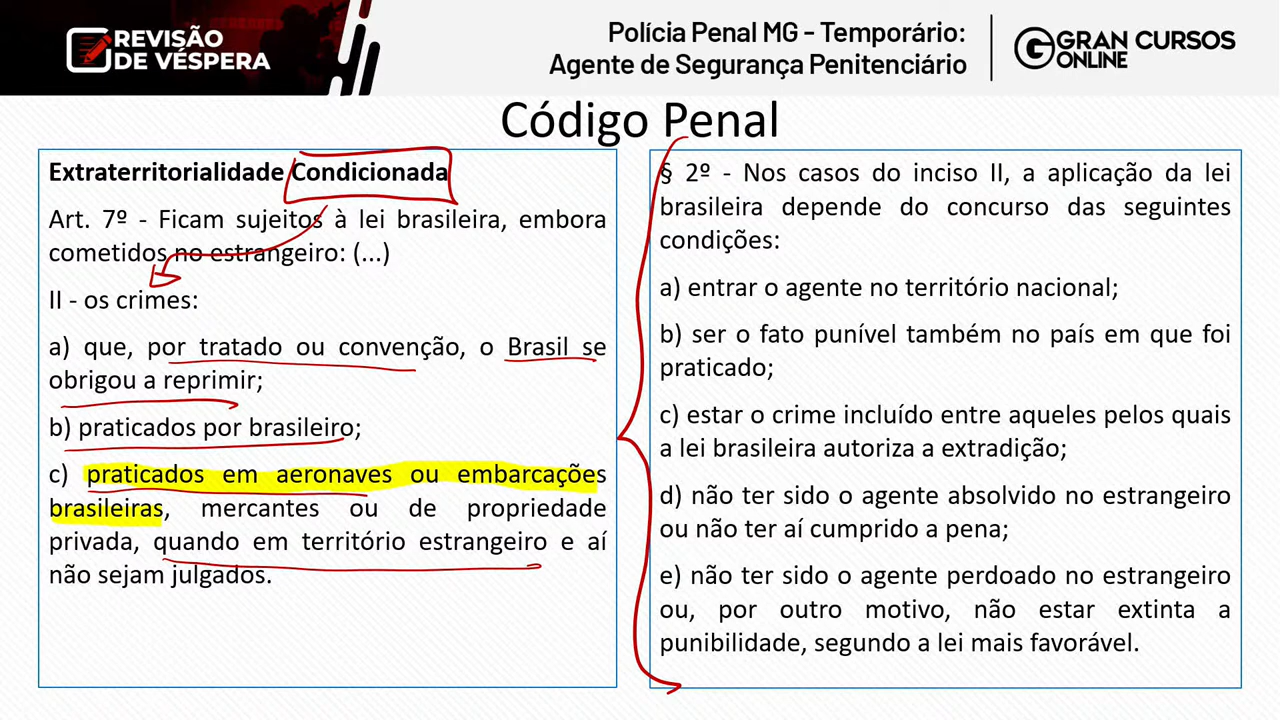 REVISÃO
DE VÉSPERA
Polícia Penal MG - Temporário:
Agente de Segurança Penitenciário
GRAN CURSOS
ONLINE
Código Penal
Extraterritorialidade Condicionada
Art. 7º - Ficam sujeitos à lei brasileira, embora
cometidos no estrangeiro: (...)
II - os crimes:
a) que, por tratado ou convenção, o Brasil se
obrigou a reprimir;
b) praticados por brasileiro;
c) praticados em aeronaves ou embarcações
brasileiras, mercantes ou de propriedade
privada, quando em território estrangeiro e aí
não sejam julgados.
§ 2º - Nos casos do inciso II, a aplicação da lei
brasileira depende do concurso das seguintes
condições:
a) entrar o agente no território nacional;
b) ser o fato punível também no país em que foi
praticado;
c) estar o crime incluído entre aqueles pelos quais
a lei brasileira autoriza a extradição;
d) não ter sido o agente absolvido no estrangeiro
ou não ter aí cumprido a pena;
e) não ter sido o agente perdoado no estrangeiro
ou, por outro motivo, não estar extinta a
punibilidade, segundo a lei mais favorável.